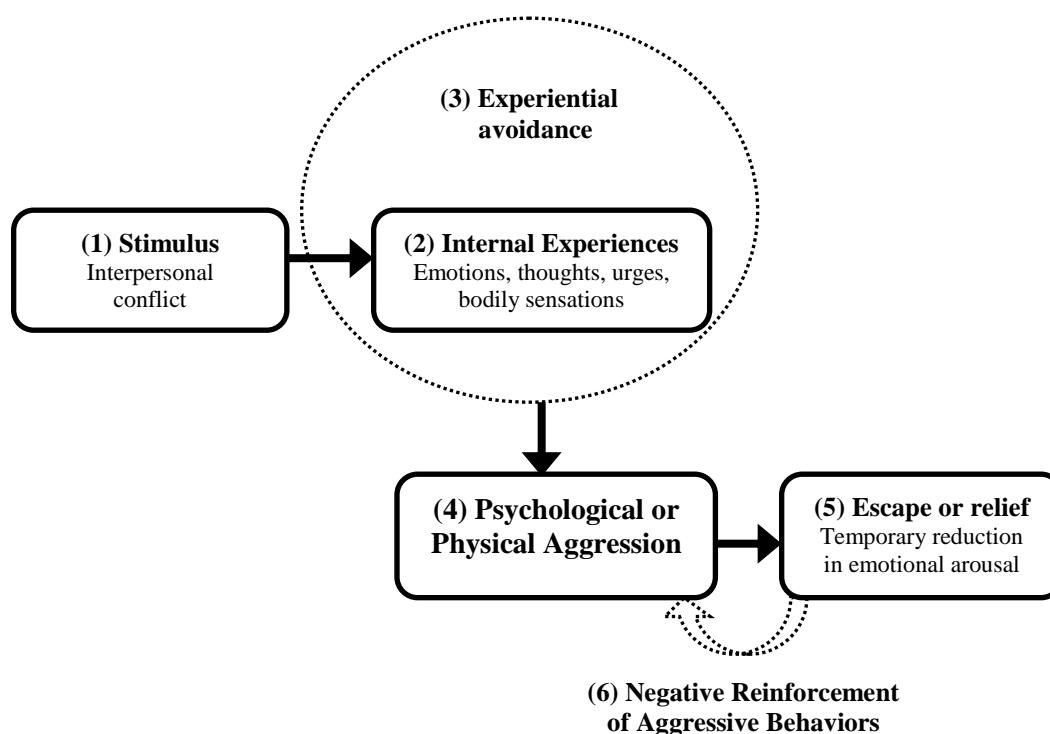 (3) Experiential
avoidance
(1) Stimulus
Interpersonal
conflict
(2) Internal Experiences
Emotions, thoughts, urges,
bodily sensations
(4) Psychological or
Physical Aggression
(5) Escape or relief
Temporary reduction
in emotional arousal
(6) Negative Reinforcement
of Aggressive Behaviors